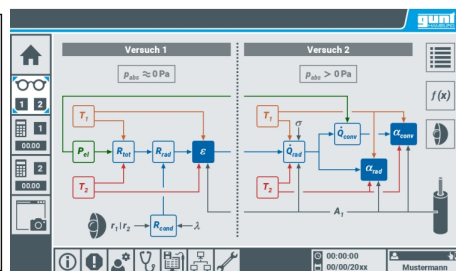 gunt
HAMBURG
Versuch 1
Versuch 2
p_abs ≈ 0 Pa
p_abs > 0 Pa
T_1
P_el
T_2
R_tot
R_rad
ε
r_1 | r_2
R_cond
λ
T_1
σ
Q̇_rad
T_2
Q̇_conv
α_conv
α_rad
A_1
1 2
1
00.00
2
00.00
f(x)
00:00:00
00/00/20xx
Mustermann